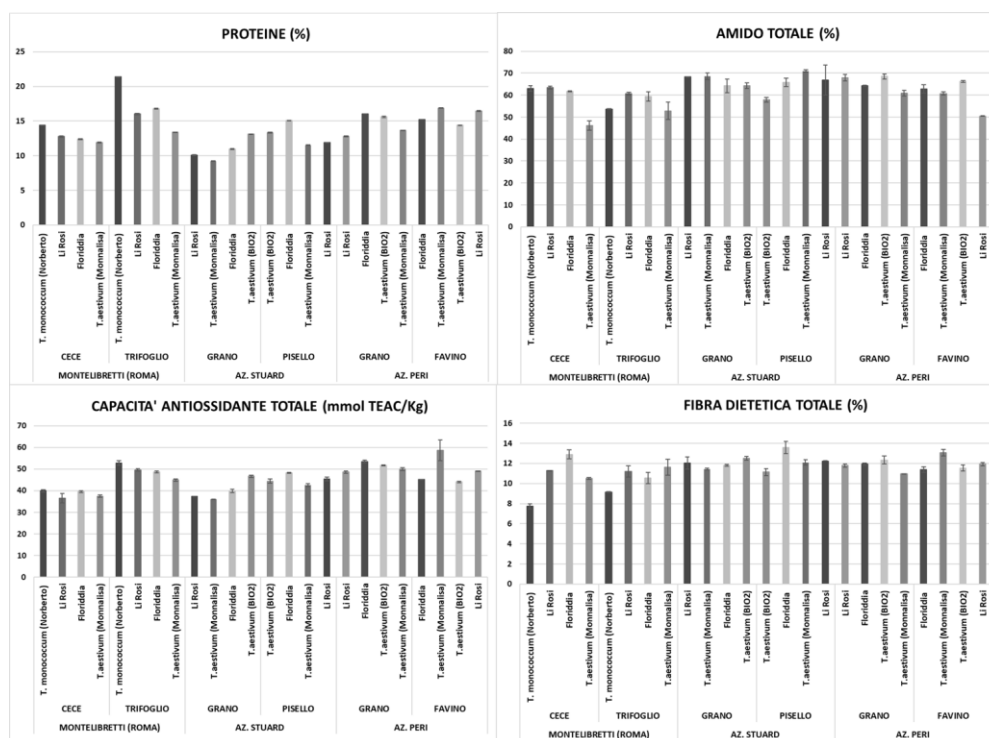 PROTEINE (%)
25
20
15
10
5
0
T. monococcum (Norberto)
Li Rosi
Floriddia
T.aestivum (Monnalisa)
T. monococcum (Norberto)
Li Rosi
Floriddia
T.aestivum (Monnalisa)
Li Rosi
T.aestivum (Monnalisa)
Floriddia
T.aestivum (BIO2)
T.aestivum (BIO2)
Floriddia
T.aestivum (Monnalisa)
Li Rosi
Li Rosi
Floriddia
T.aestivum (BIO2)
T.aestivum (Monnalisa)
Floriddia
T.aestivum (Monnalisa)
T.aestivum (BIO2)
Li Rosi
CECE TRIFOGLIO GRANO PISELLO GRANO FAVINO
MONTELIBRETTI (ROMA) AZ. STUARD AZ. PERI
AMIDO TOTALE (%)
80
70
60
50
40
30
20
10
0
T. monococcum (Norberto)
Li Rosi
Floriddia
T.aestivum (Monnalisa)
T. monococcum (Norberto)
Li Rosi
Floriddia
T.aestivum (Monnalisa)
Li Rosi
T.aestivum (Monnalisa)
Floriddia
T.aestivum (BIO2)
T.aestivum (BIO2)
Floriddia
T.aestivum (Monnalisa)
Li Rosi
Li Rosi
Floriddia
T.aestivum (BIO2)
T.aestivum (Monnalisa)
Floriddia
T.aestivum (Monnalisa)
T.aestivum (BIO2)
Li Rosi
CECE TRIFOGLIO GRANO PISELLO GRANO FAVINO
MONTELIBRETTI (ROMA) AZ. STUARD AZ. PERI
CAPACITA' ANTIOSSIDANTE TOTALE (mmol TEAC/Kg)
70
60
50
40
30
20
10
0
T. monococcum (Norberto)
Li Rosi
Floriddia
T.aestivum (Monnalisa)
T. monococcum (Norberto)
Li Rosi
Floriddia
T.aestivum (Monnalisa)
Li Rosi
T.aestivum (Monnalisa)
Floriddia
T.aestivum (BIO2)
T.aestivum (BIO2)
Floriddia
T.aestivum (Monnalisa)
Li Rosi
Li Rosi
Floriddia
T.aestivum (BIO2)
T.aestivum (Monnalisa)
Floriddia
T.aestivum (Monnalisa)
T.aestivum (BIO2)
Li Rosi
CECE TRIFOGLIO GRANO PISELLO GRANO FAVINO
MONTELIBRETTI (ROMA) AZ. STUARD AZ. PERI
FIBRA DIETETICA TOTALE (%)
16
14
12
10
8
6
4
2
0
T. monococcum (Norberto)
Li Rosi
Floriddia
T.aestivum (Monnalisa)
T. monococcum (Norberto)
Li Rosi
Floriddia
T.aestivum (Monnalisa)
Li Rosi
T.aestivum (Monnalisa)
Floriddia
T.aestivum (BIO2)
T.aestivum (BIO2)
Floriddia
T.aestivum (Monnalisa)
Li Rosi
Li Rosi
Floriddia
T.aestivum (BIO2)
T.aestivum (Monnalisa)
Floriddia
T.aestivum (Monnalisa)
T.aestivum (BIO2)
Li Rosi
CECE TRIFOGLIO GRANO PISELLO GRANO FAVINO
MONTELIBRETTI (ROMA) AZ. STUARD AZ. PERI